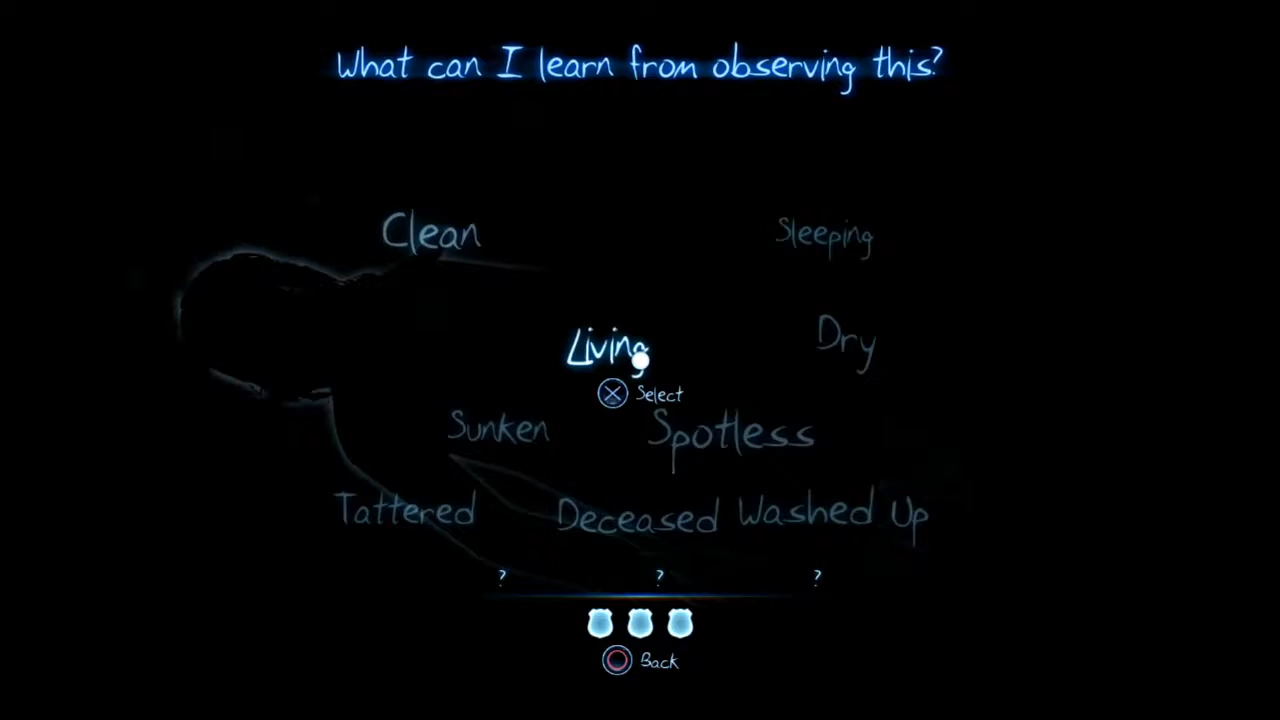 What can I learn from observing this?
Clean
Sleeping
Living
Dry
Select
Sunken
Spotless
Tattered
Deceased
Washed Up
? ? ?
Back